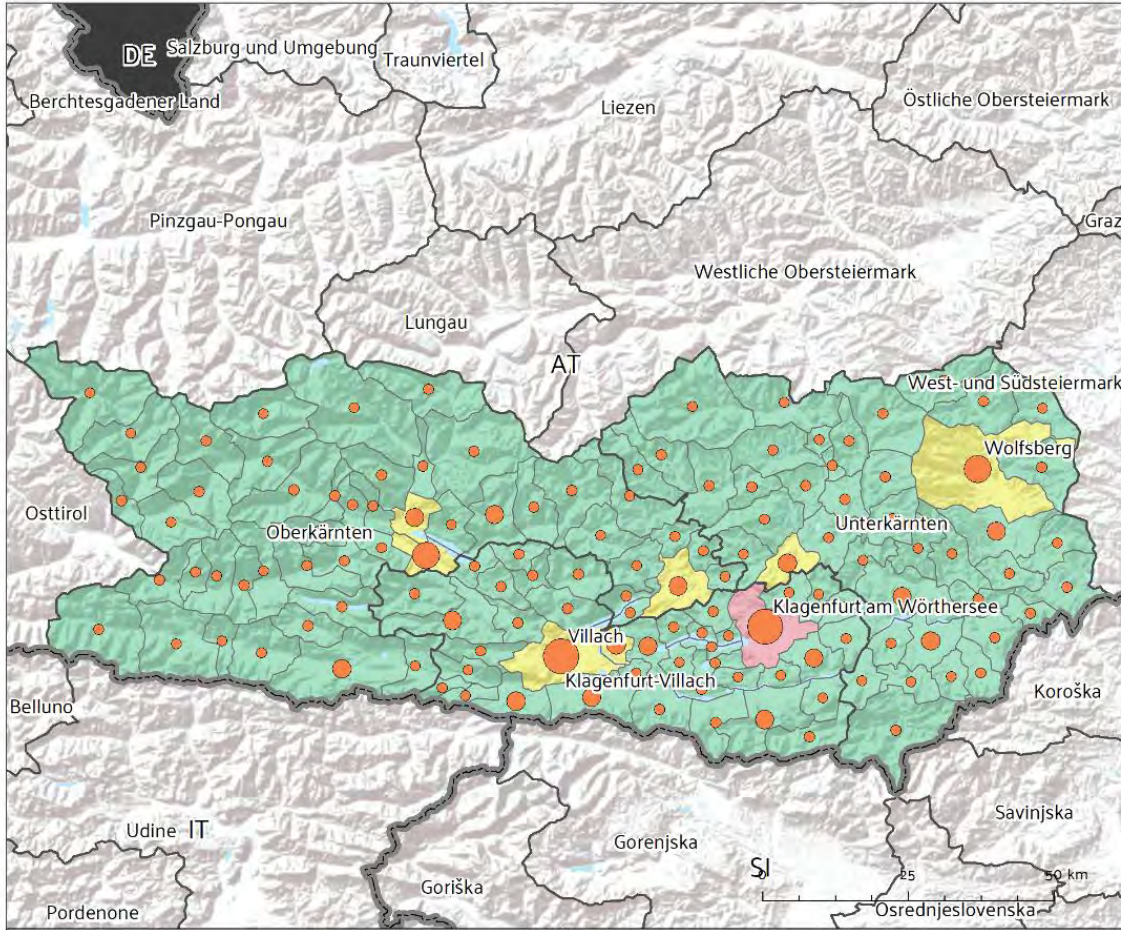 DE
Salzburg und Umgebung
Traunviertel
Berchtesgadener Land
Liezen
Östliche Obersteiermark
Pinzgau-Pongau
Graz
Westliche Obersteiermark
Lungau
AT
West- und Südsteiermark
Wolfsberg
Osttirol
Oberkärnten
Unterkärnten
Klagenfurt am Wörthersee
Villach
Klagenfurt-Villach
Belluno
Koroška
Udine
IT
Savinjska
Gorenjska
SI
0
25
50 km
Goriška
Pordenone
Osrednjeslovenska